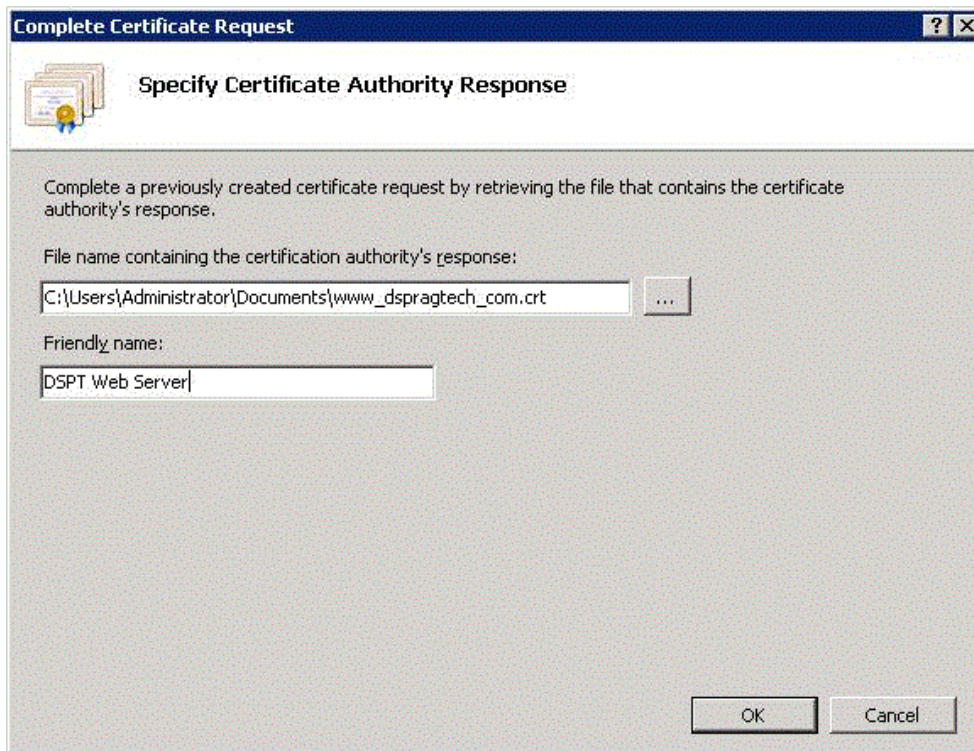 Complete Certificate Request
Specify Certificate Authority Response
Complete a previously created certificate request by retrieving the file that contains the certificate
authority's response.
File name containing the certification authority's response:
C:\Users\Administrator\Documents\www_dspragtech_com.crt
...
Friendly name:
DSPT Web Server
OK
Cancel